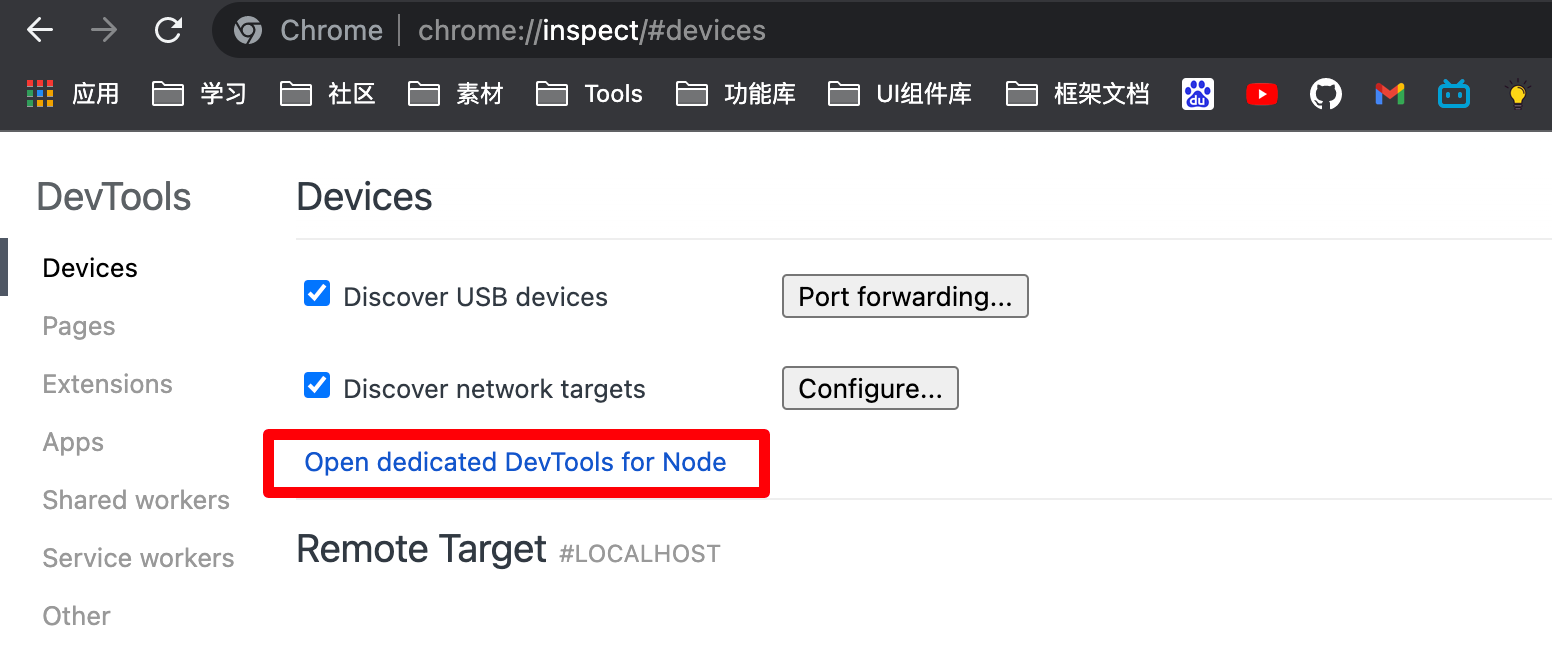 Chrome | chrome://inspect/#devices
应用 学习 社区 素材 Tools 功能库 UI组件库 框架文档 du
DevTools
Devices
Pages
Extensions
Apps
Shared workers
Service workers
Other
Devices
Discover USB devices Port forwarding...
Discover network targets Configure...
Open dedicated DevTools for Node
Remote Target #LOCALHOST